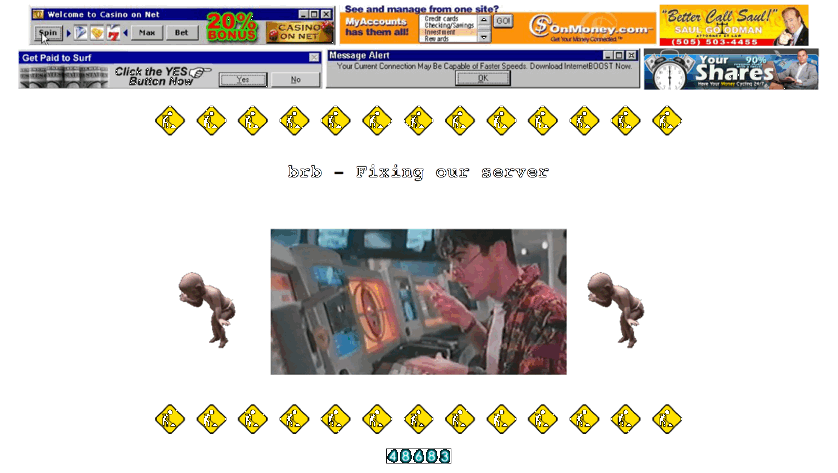 Welcome to Casino on Net
Spin
Max
Bet
20%
BONUS
CASINO
ON NET
See and manage from one site?
MyAccounts
has them all!
Credit cards
Checking/Savings
Investment
Rewards
GO!
OnMoney.com
Get Your Money Connected.™
"Better Call Saul!"
SAUL GOODMAN
ATTORNEY AT LAW
(505) 503-4455
Get Paid to Surf
Click the YES
Button Now
Yes
No
Message Alert
Your Current Connection May Be Capable of Faster Speeds. Download InternetBOOST Now.
OK
Your 90%
Shares
Have Your Money Cycling 24/7
brb - Fixing our server
48683